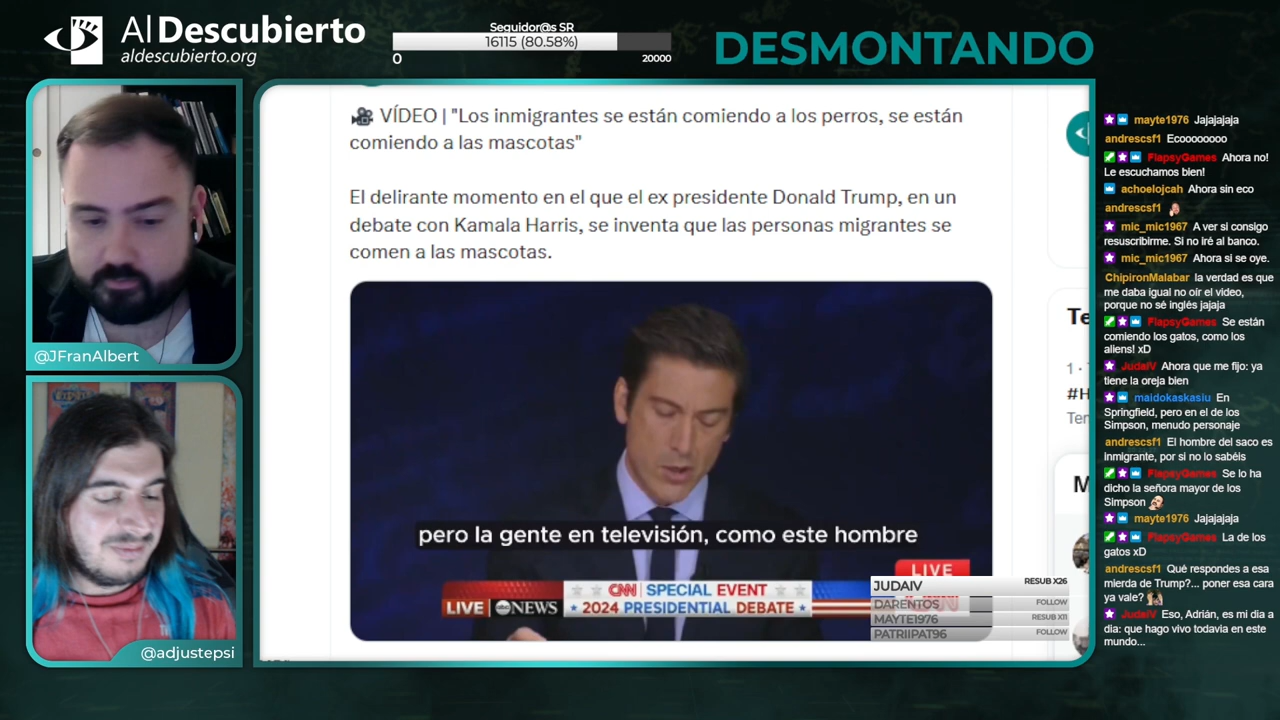 Al Descubierto
aldescubierto.org
Seguidor@s SR
16115 (80.58%)
0
20000
DESMONTANDO
@JFranAlbert
@adjustepsi
VÍDEO | "Los inmigrantes se están comiendo a los perros, se están
comiendo a las mascotas"
El delirante momento en el que el ex presidente Donald Trump, en un
debate con Kamala Harris, se inventa que las personas migrantes se
comen a las mascotas.
pero la gente en televisión, como este hombre
LIVE
CNN | SPECIAL EVENT
LIVE abc NEWS
2024 PRESIDENTIAL DEBATE
JUDAIV RESUB X26
DARENTOS FOLLOW
MAYTE1976 RESUB X11
PATRIIPAT96 FOLLOW
Te
1 ·
#H
Ten
M
mayte1976 Jajajajaja
andrescsf1 Ecoooooooo
FlapsyGames Ahora no!
Le escuchamos bien!
achoelojcah Ahora sin eco
andrescsf1
mic_mic1967 A ver si consigo
resuscribirme. Si no iré al banco.
mic_mic1967 Ahora si se oye.
ChipironMalabar la verdad es que
me daba igual no oír el video,
porque no sé inglés jajaja
FlapsyGames Se están
comiendo los gatos, como los
aliens! xD
JudaIV Ahora que me fijo: ya
tiene la oreja bien
maidokaskasiu En
Springfield, pero en el de los
Simpson, menudo personaje
andrescsf1 El hombre del saco es
inmigrante, por si no lo sabéis
FlapsyGames Se lo ha
dicho la señora mayor de los
Simpson
mayte1976 Jajajajaja
FlapsyGames La de los
gatos xD
andrescsf1 Qué respondes a esa
mierda de Trump?... poner esa cara
ya vale?
JudaIV Eso, Adrián, es mi dia a
dia: que hago vivo todavia en este
mundo...